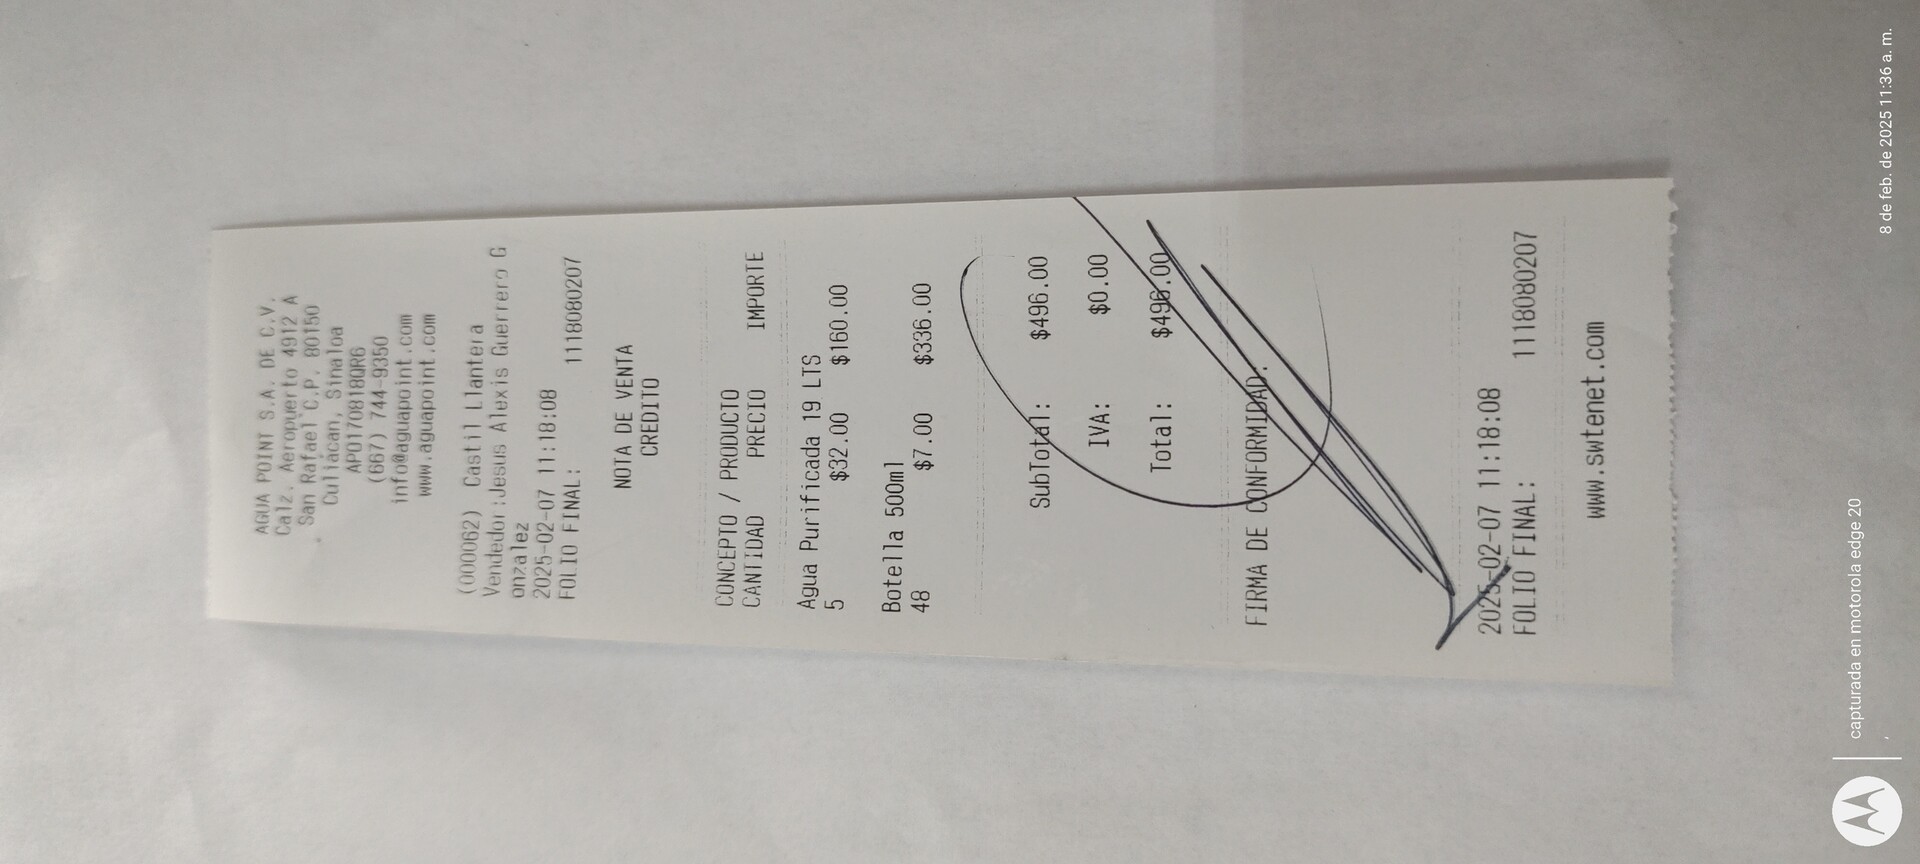 AGUA POINT S.A. DE C.V.
Calz. Aeropuerto 4912 A
San Rafael C.P. 80150
Culiacan, Sinaloa
APO170818QR6
(667) 744-9350
info@aguapoint.com
www.aguapoint.com
(000062) Castil Llantera
Vendedor:Jesus Alexis Guerrero G
onzalez
2025-02-07 11:18:08
FOLIO FINAL: 1118080207
NOTA DE VENTA
CREDITO
CONCEPTO / PRODUCTO
CANTIDAD PRECIO IMPORTE
Agua Purificada 19 LTS
5 $32.00 $160.00
Botella 500ml
48 $7.00 $336.00
SubTotal: $496.00
IVA: $0.00
Total: $496.00
FIRMA DE CONFORMIDAD:
2025-02-07 11:18:08
FOLIO FINAL: 1118080207
www.swtenet.com
capturada en motorola edge 20
8 de feb. de 2025 11:36 a. m.